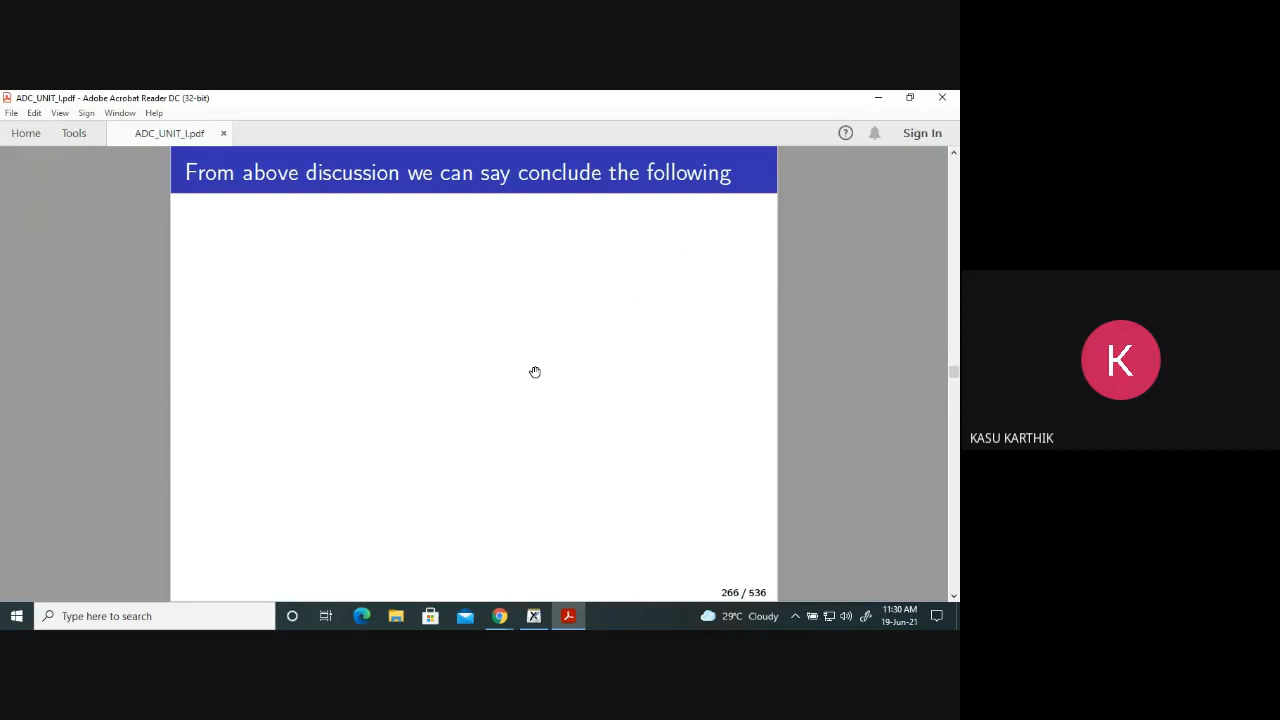 ADC_UNIT_I.pdf - Adobe Acrobat Reader DC (32-bit)
File Edit View Sign Window Help
Home Tools ADC_UNIT_I.pdf × ? Sign In
From above discussion we can say conclude the following
K
KASU KARTHIK
266 / 536
Type here to search
29°C Cloudy
11:30 AM
19-Jun-21